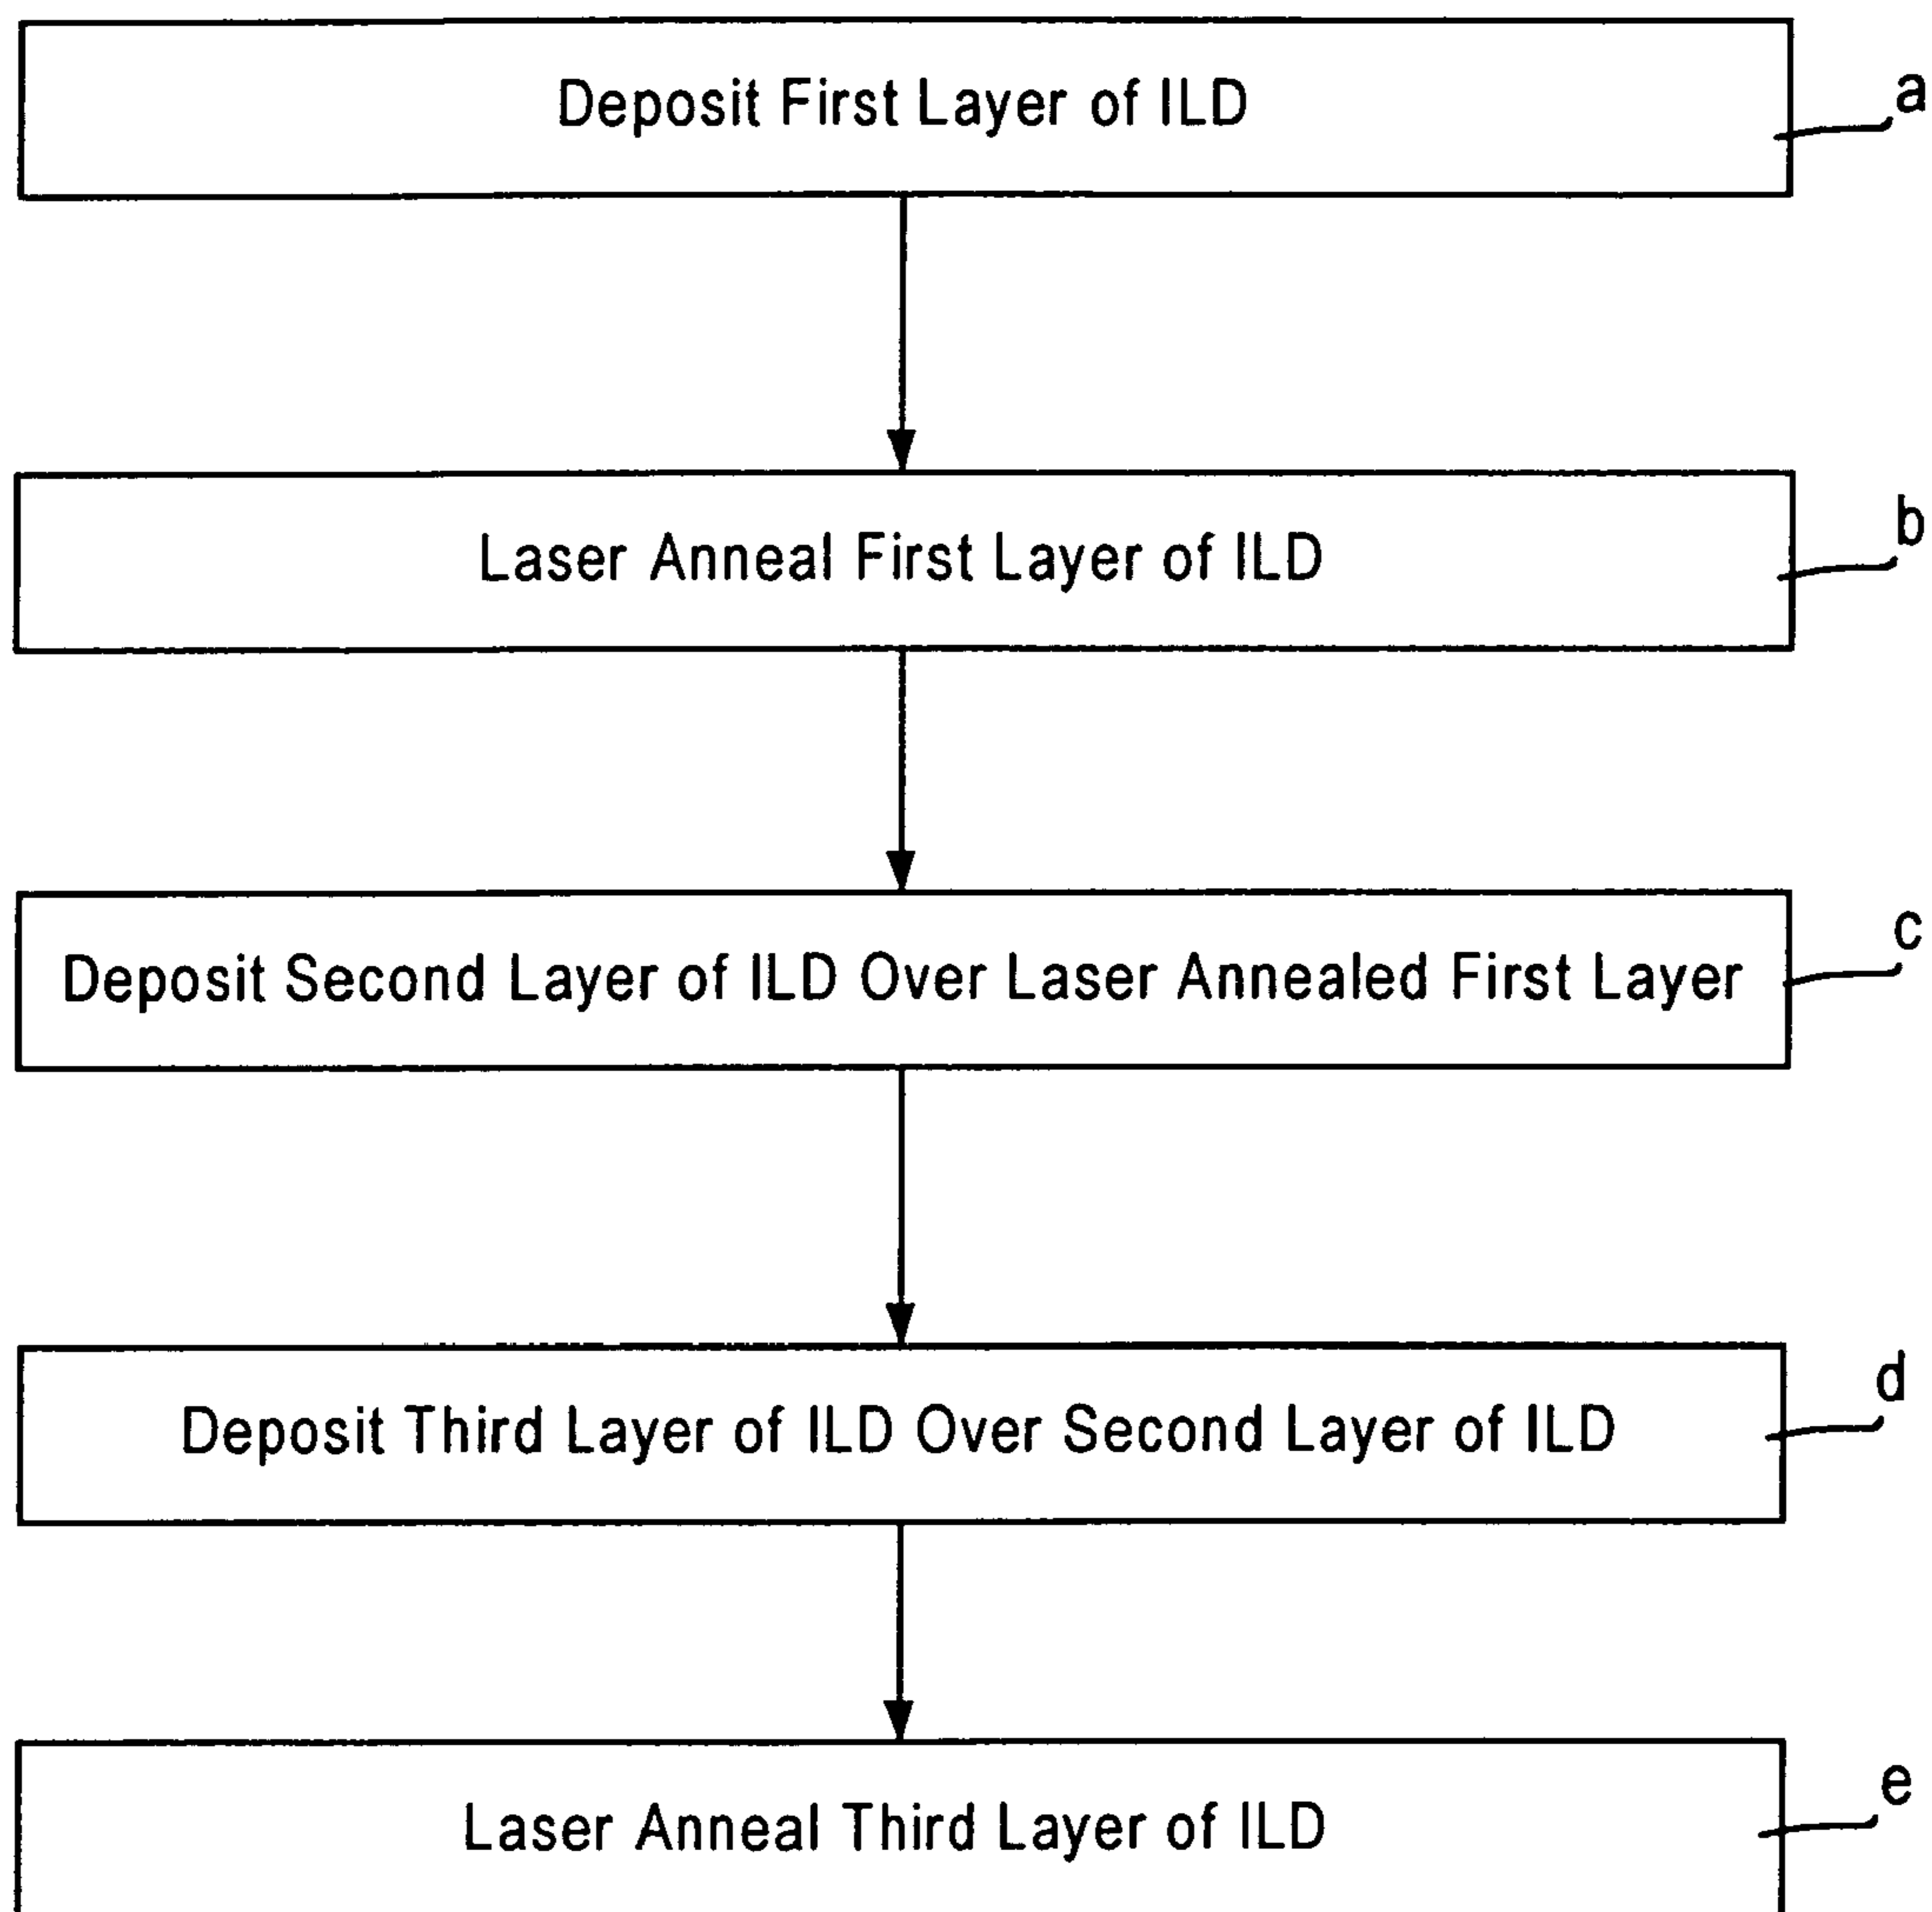 Deposit First Layer of ILD
a
Laser Anneal First Layer of ILD
b
Deposit Second Layer of ILD Over Laser Annealed First Layer
c
Deposit Third Layer of ILD Over Second Layer of ILD
d
Laser Anneal Third Layer of ILD
e